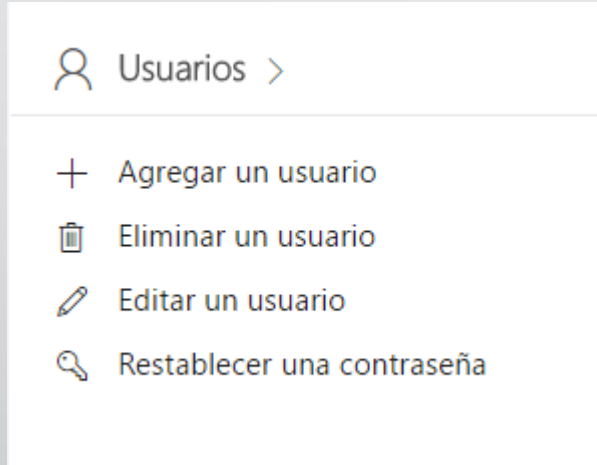 Usuarios >
Agregar un usuario
Eliminar un usuario
Editar un usuario
Restablecer una contraseña